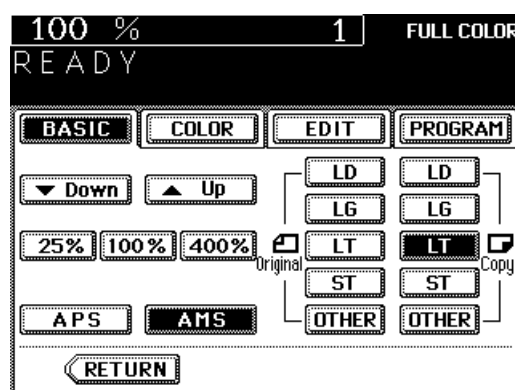 100 % 1 FULL COLOR
READY
BASIC COLOR EDIT PROGRAM
LD LD
Down Up
LG LG
25% 100% 400% Original LT LT Copy
ST ST
APS AMS OTHER OTHER
RETURN